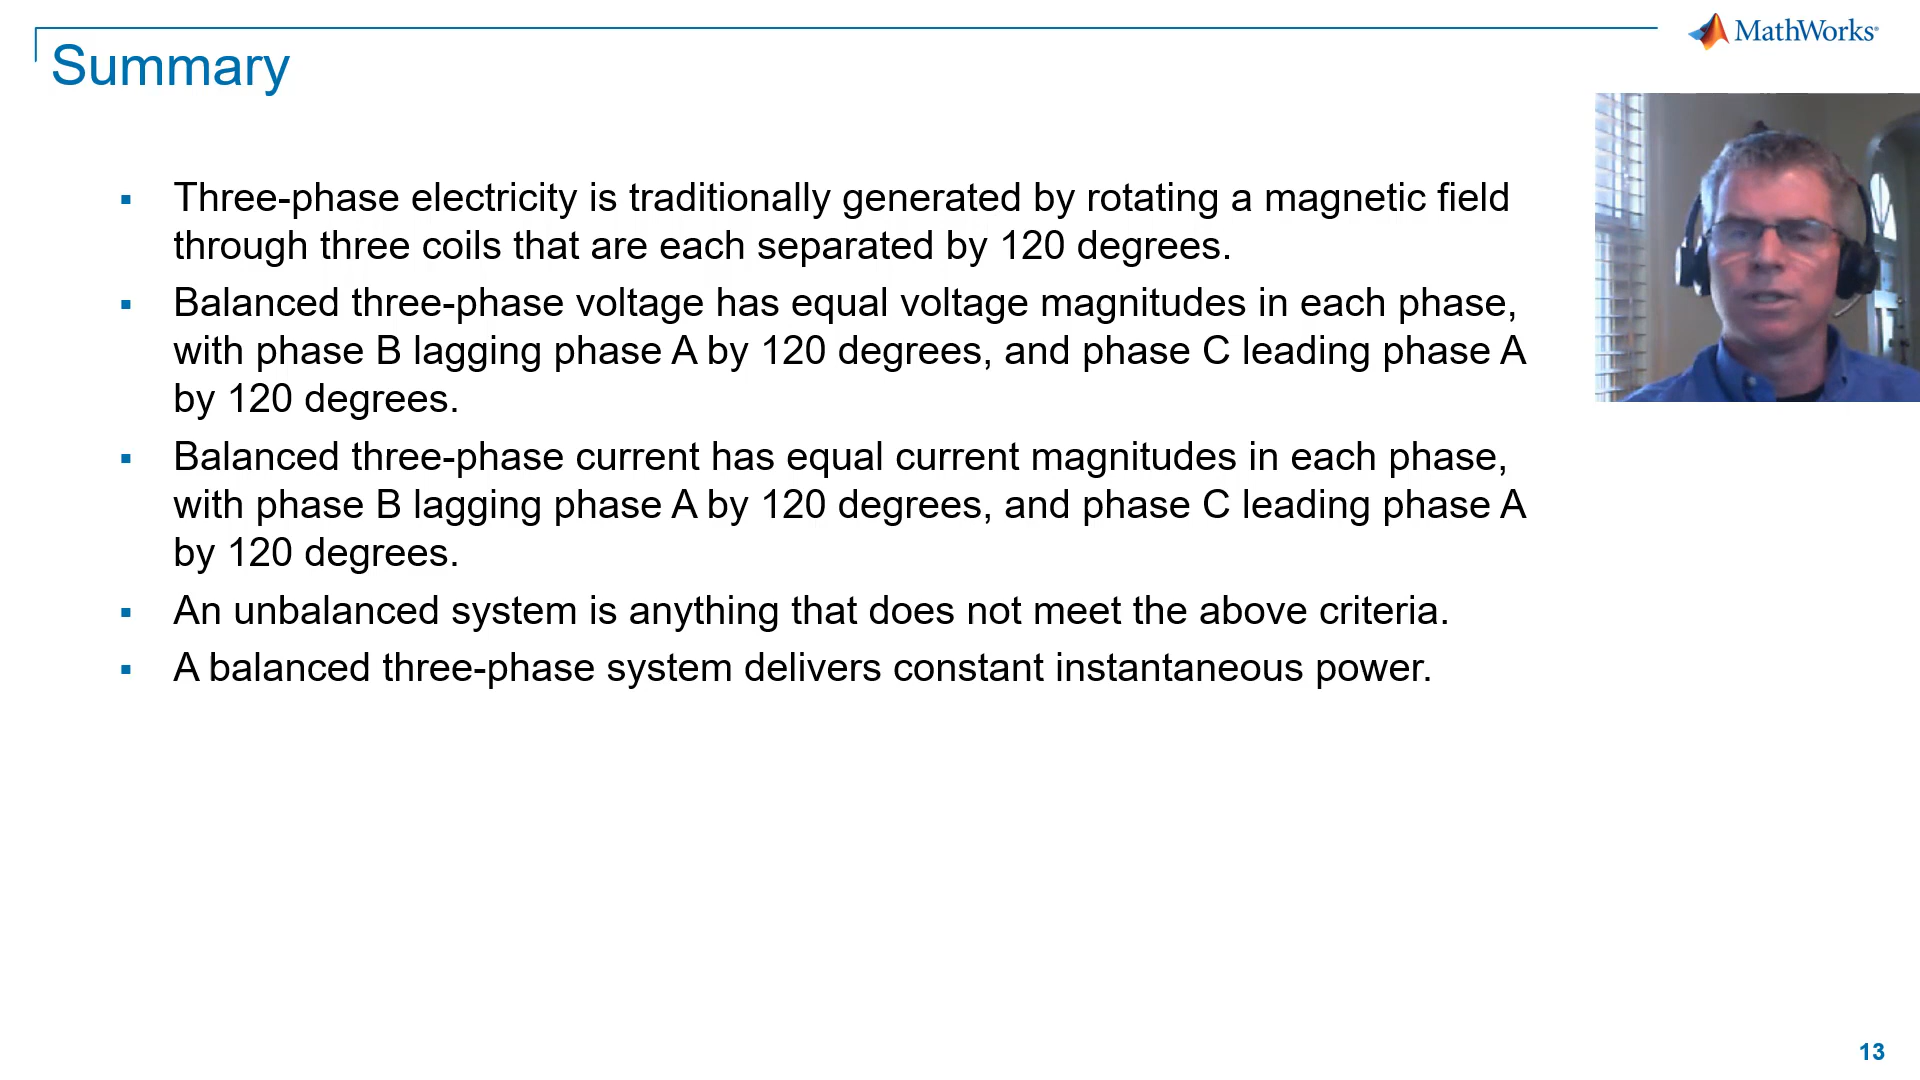 MathWorks®
Summary
▪ Three-phase electricity is traditionally generated by rotating a magnetic field
through three coils that are each separated by 120 degrees.
▪ Balanced three-phase voltage has equal voltage magnitudes in each phase,
with phase B lagging phase A by 120 degrees, and phase C leading phase A
by 120 degrees.
▪ Balanced three-phase current has equal current magnitudes in each phase,
with phase B lagging phase A by 120 degrees, and phase C leading phase A
by 120 degrees.
▪ An unbalanced system is anything that does not meet the above criteria.
▪ A balanced three-phase system delivers constant instantaneous power.
13